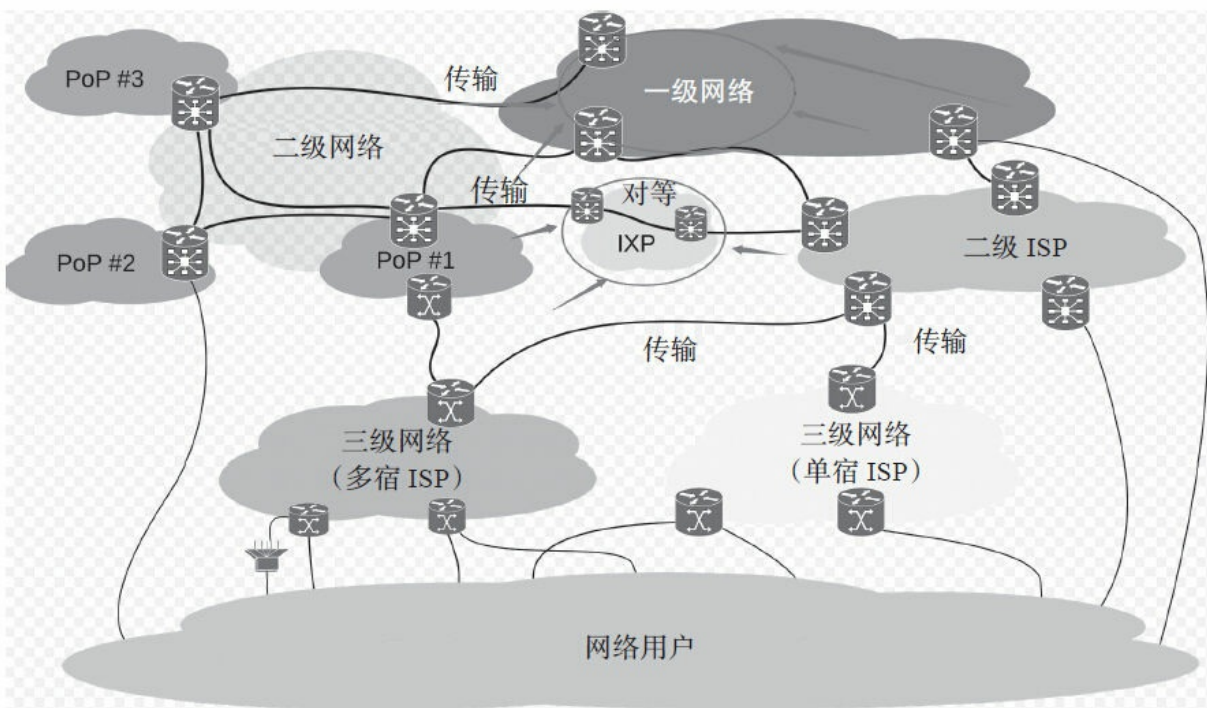 PoP #3
传输
一级网络
二级网络
传输
对等
IXP
PoP #2
PoP #1
二级 ISP
传输
传输
三级网络
（多宿 ISP）
三级网络
（单宿 ISP）
网络用户